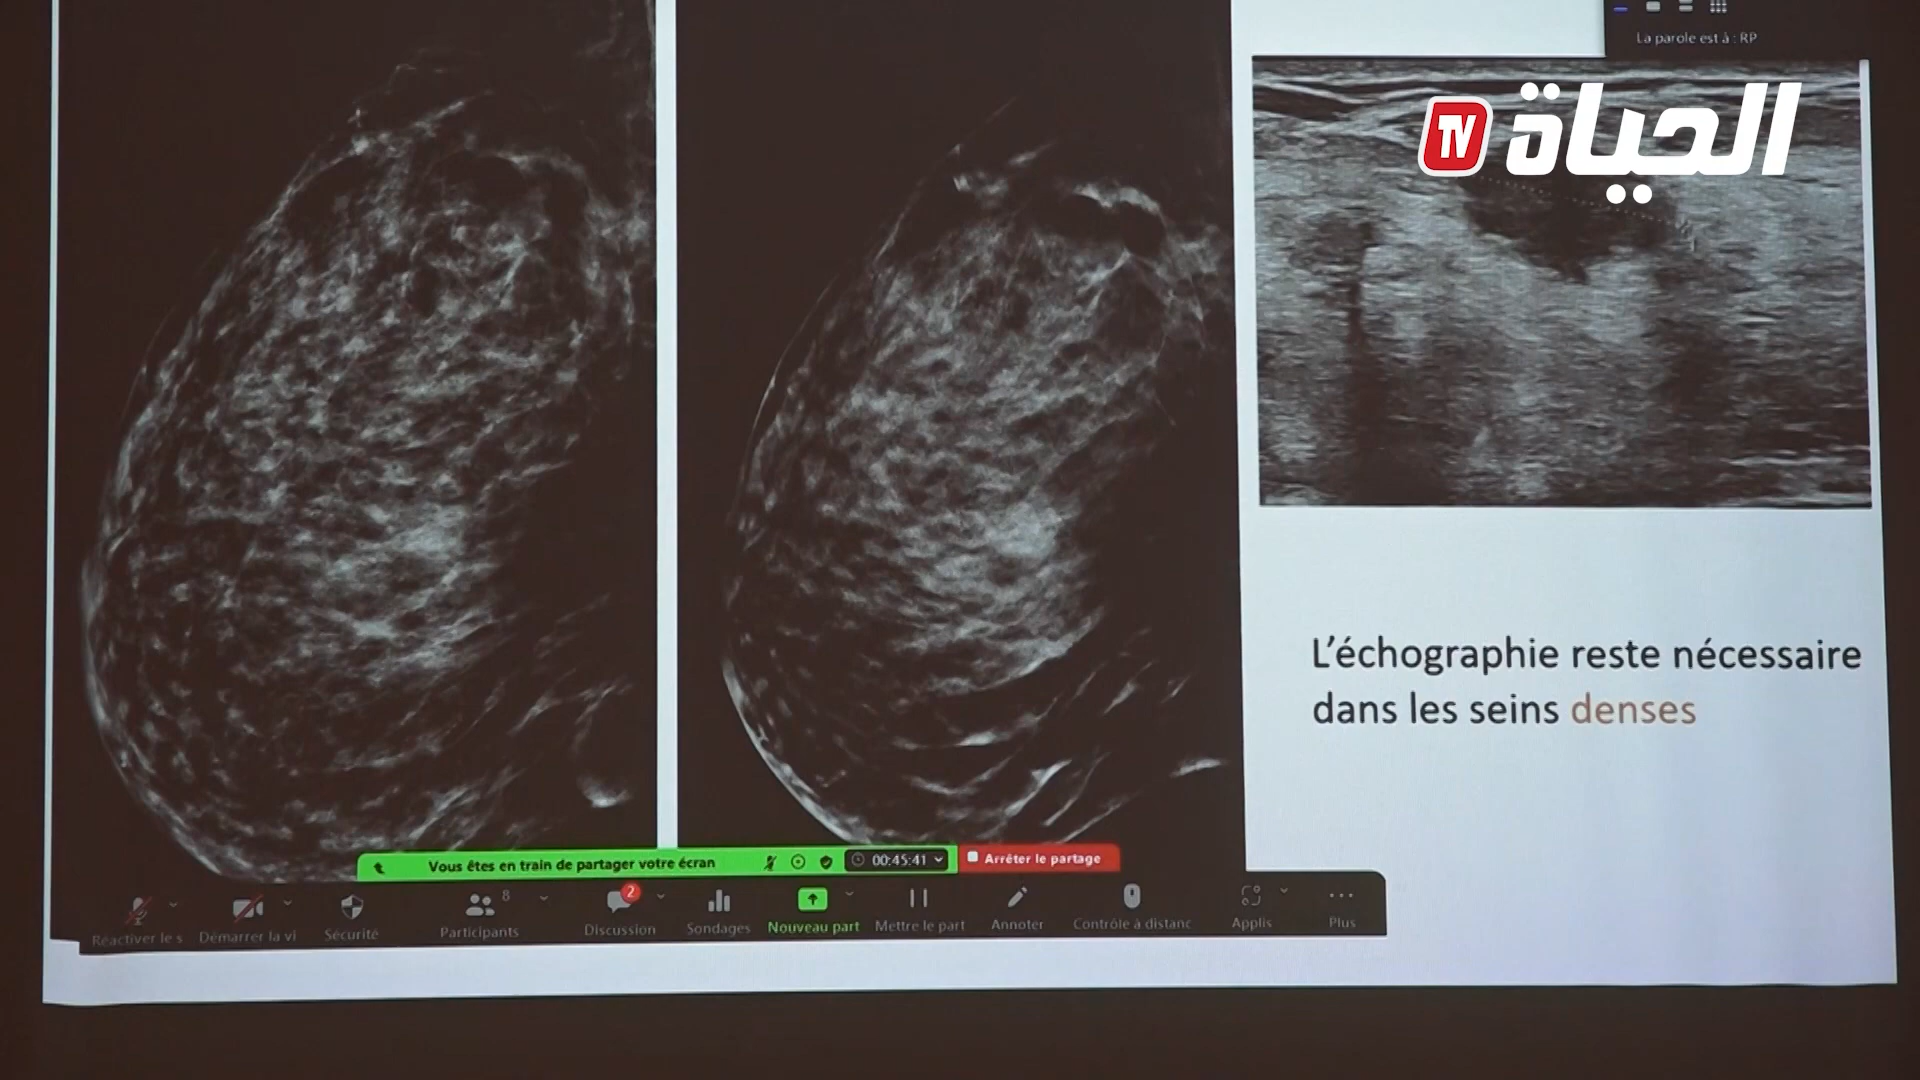 La parole est à : RP
TV الحياة
L'échographie reste nécessaire
dans les seins denses
Vous êtes en train de partager votre écran
00:45:41
Arrêter le partage
Réactiver le s
Démarrer la vi
Sécurité
8
Participants
2
Discussion
Sondages
Nouveau part
Mettre le part
Annoter
Contrôle à distanc
Applis
Plus